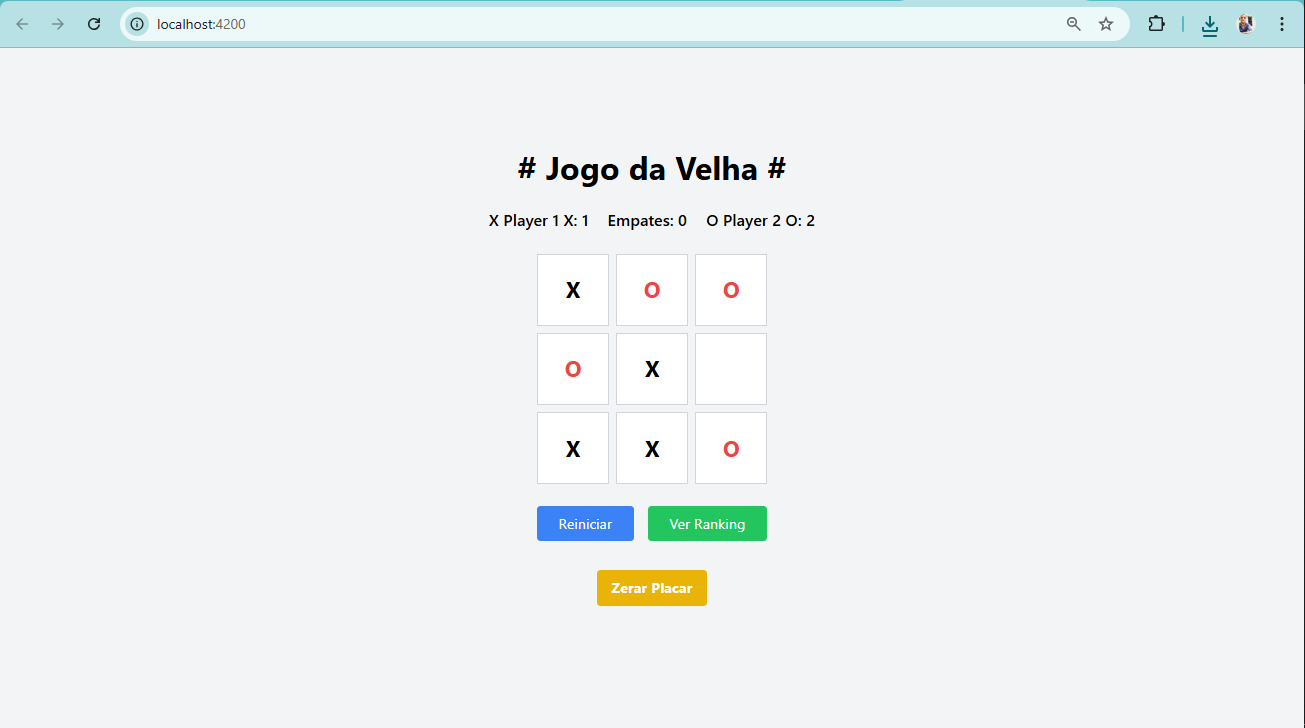 localhost:4200
# Jogo da Velha #
X Player 1 X: 1 Empates: 0 O Player 2 O: 2
X O O
O X
X X O
Reiniciar Ver Ranking
Zerar Placar